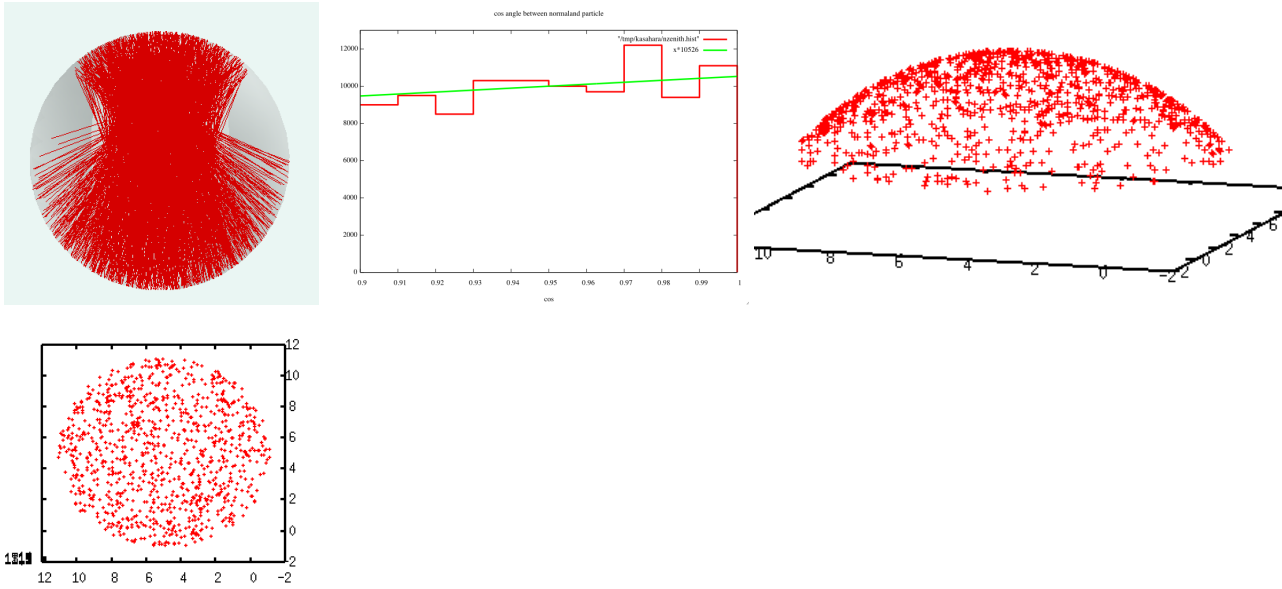 cos angle between normaland particle
"/tmp/kasahara/nzenith.hist"
x*10526
12000
10000
8000
6000
4000
2000
0
0.9 0.91 0.92 0.93 0.94 0.95 0.96 0.97 0.98 0.99 1
cos
10 8 6 4 2 0 -2
-2 0 2 4 6
12
10
8
6
4
2
0
-2
12 10 8 6 4 2 0 -2